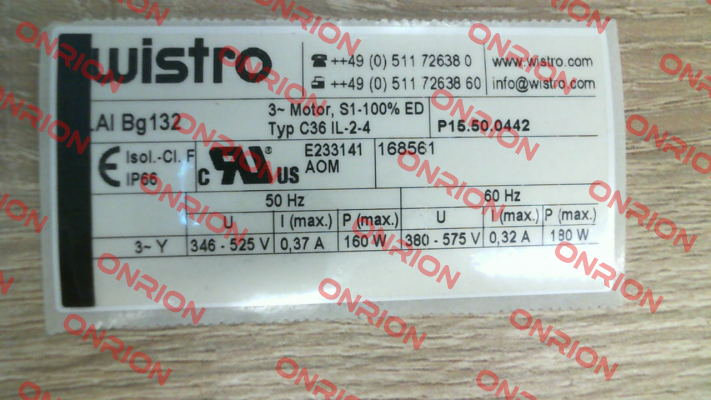 wistro
☎ ++49 (0) 511 72638 0 www.wistro.com
++49 (0) 511 72638 60 info@wistro.com
.AI Bg132 3~ Motor, S1-100% ED
Typ C36 IL-2-4 P15.50.0442
CE Isol.-Cl. F
IP66
c RU ® US E233141
AOM 168561
50 Hz 60 Hz
U I (max.) P (max.) U I (max.) P (max.)
3~ Y 346 - 525 V 0,37 A 160 W 380 - 575 V 0,32 A 180 W
ONRION